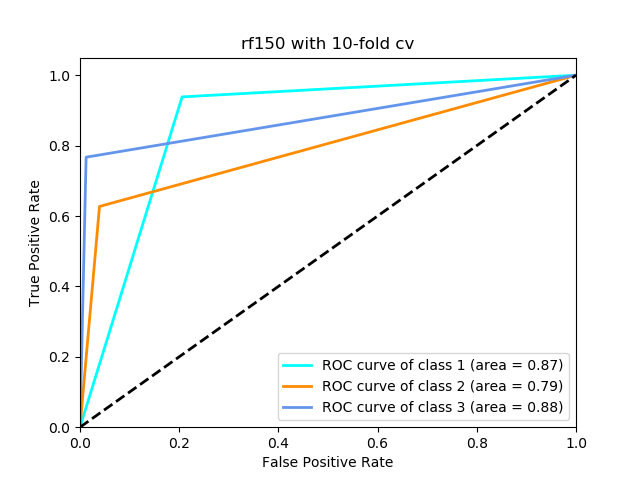 rf150 with 10-fold cv
True Positive Rate
1.0
0.8
0.6
0.4
0.2
0.0
ROC curve of class 1 (area = 0.87)
ROC curve of class 2 (area = 0.79)
ROC curve of class 3 (area = 0.88)
0.0 0.2 0.4 0.6 0.8 1.0
False Positive Rate